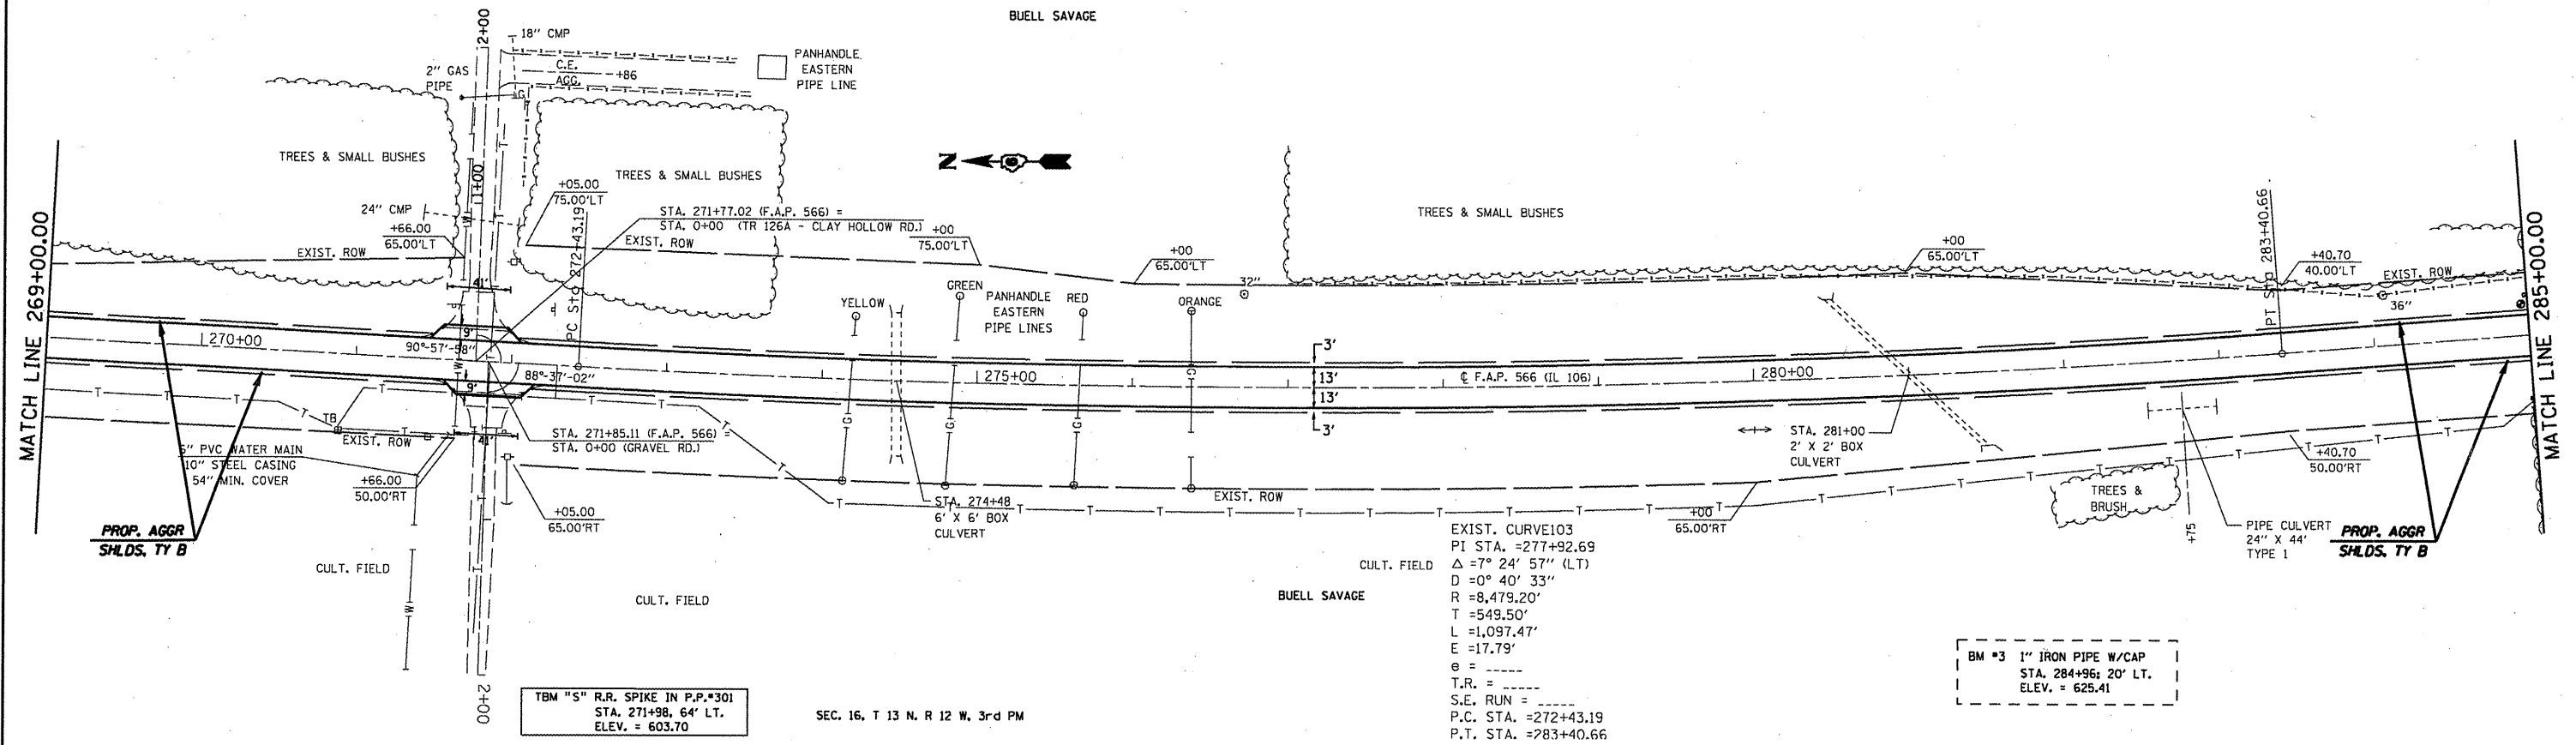 BUELL SAVAGE
2+00
18" CMP
C.E.
AGG.
+86
PANHANDLE
EASTERN
PIPE LINE
2" GAS
PIPE
G
TREES & SMALL BUSHES
1+00
24" CMP
+66.00
65.00'LT
TREES & SMALL BUSHES
+05.00
75.00'LT
STA. 271+77.02 (F.A.P. 566) =
STA. 0+00 (TR 126A - CLAY HOLLOW RD.)
PC Sta 272+43.19
EXIST. ROW
EXIST. ROW
+00
75.00'LT
N
+00
65.00'LT
TREES & SMALL BUSHES
+00
65.00'LT
PT Sta 283+40.66
+40.70
40.00'LT
EXIST. ROW
MATCH LINE 269+00.00
MATCH LINE 285+00.00
41'
32"
36"
YELLOW
GREEN
PANHANDLE
EASTERN
PIPE LINES
RED
ORANGE
270+00
9'
90°-57'-58"
88°-37'-02"
9'
275+00
3'
13'
13'
3'
℄ F.A.P. 566 (IL 106)
280+00
TB
EXIST. ROW
41'
STA. 271+85.11 (F.A.P. 566) =
STA. 0+00 (GRAVEL RD.)
6" PVC WATER MAIN
10" STEEL CASING
54" MIN. COVER
+66.00
50.00'RT
+05.00
65.00'RT
STA. 274+48
6' X 6' BOX
CULVERT
EXIST. ROW
STA. 281+00
2' X 2' BOX
CULVERT
+00
65.00'RT
+40.70
50.00'RT
TREES &
BRUSH
+75
PIPE CULVERT
24" X 44'
TYPE 1
PROP. AGGR
SHLDS. TY B
PROP. AGGR
SHLDS. TY B
CULT. FIELD
CULT. FIELD
CULT. FIELD
BUELL SAVAGE
2+00
EXIST. CURVE103
PI STA. =277+92.69
Δ =7° 24' 57" (LT)
D =0° 40' 33"
R =8,479.20'
T =549.50'
L =1,097.47'
E =17.79'
e = _____
T.R. = _____
S.E. RUN = _____
P.C. STA. =272+43.19
P.T. STA. =283+40.66
TBM "S" R.R. SPIKE IN P.P.#301
STA. 271+98, 64' LT.
ELEV. = 603.70
SEC. 16, T 13 N, R 12 W, 3rd PM
BM #3 1" IRON PIPE W/CAP
STA. 284+96; 20' LT.
ELEV. = 625.41